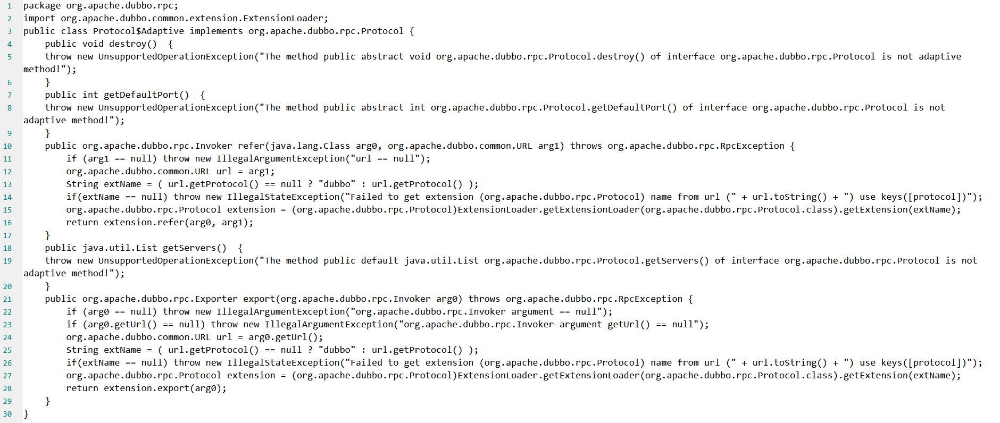 1 package org.apache.dubbo.rpc;
2 import org.apache.dubbo.common.extension.ExtensionLoader;
3 public class Protocol$Adaptive implements org.apache.dubbo.rpc.Protocol {
4     public void destroy()  {
5     throw new UnsupportedOperationException("The method public abstract void org.apache.dubbo.rpc.Protocol.destroy() of interface org.apache.dubbo.rpc.Protocol is not adaptive
method!");
6     }
7     public int getDefaultPort()  {
8     throw new UnsupportedOperationException("The method public abstract int org.apache.dubbo.rpc.Protocol.getDefaultPort() of interface org.apache.dubbo.rpc.Protocol is not
adaptive method!");
9     }
10     public org.apache.dubbo.rpc.Invoker refer(java.lang.Class arg0, org.apache.dubbo.common.URL arg1) throws org.apache.dubbo.rpc.RpcException {
11         if (arg1 == null) throw new IllegalArgumentException("url == null");
12         org.apache.dubbo.common.URL url = arg1;
13         String extName = ( url.getProtocol() == null ? "dubbo" : url.getProtocol() );
14         if(extName == null) throw new IllegalStateException("Failed to get extension (org.apache.dubbo.rpc.Protocol) name from url (" + url.toString() + ") use keys([protocol])");
15         org.apache.dubbo.rpc.Protocol extension = (org.apache.dubbo.rpc.Protocol)ExtensionLoader.getExtensionLoader(org.apache.dubbo.rpc.Protocol.class).getExtension(extName);
16         return extension.refer(arg0, arg1);
17     }
18     public java.util.List getServers()  {
19     throw new UnsupportedOperationException("The method public default java.util.List org.apache.dubbo.rpc.Protocol.getServers() of interface org.apache.dubbo.rpc.Protocol is not
adaptive method!");
20     }
21     public org.apache.dubbo.rpc.Exporter export(org.apache.dubbo.rpc.Invoker arg0) throws org.apache.dubbo.rpc.RpcException {
22         if (arg0 == null) throw new IllegalArgumentException("org.apache.dubbo.rpc.Invoker argument == null");
23         if (arg0.getUrl() == null) throw new IllegalArgumentException("org.apache.dubbo.rpc.Invoker argument getUrl() == null");
24         org.apache.dubbo.common.URL url = arg0.getUrl();
25         String extName = ( url.getProtocol() == null ? "dubbo" : url.getProtocol() );
26         if(extName == null) throw new IllegalStateException("Failed to get extension (org.apache.dubbo.rpc.Protocol) name from url (" + url.toString() + ") use keys([protocol])");
27         org.apache.dubbo.rpc.Protocol extension = (org.apache.dubbo.rpc.Protocol)ExtensionLoader.getExtensionLoader(org.apache.dubbo.rpc.Protocol.class).getExtension(extName);
28         return extension.export(arg0);
29     }
30 }